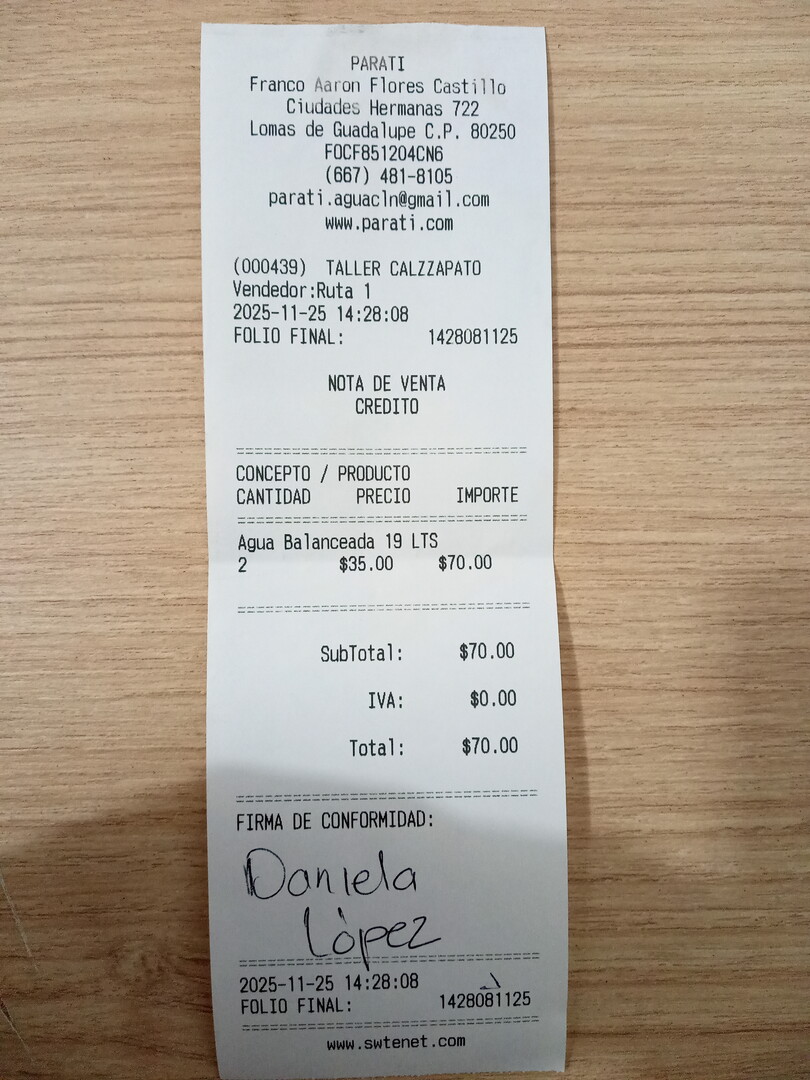 PARATI
Franco Aaron Flores Castillo
Ciudades Hermanas 722
Lomas de Guadalupe C.P. 80250
FOCF851204CN6
(667) 481-8105
parati.aguacln@gmail.com
www.parati.com
(000439) TALLER CALZZAPATO
Vendedor:Ruta 1
2025-11-25 14:28:08
FOLIO FINAL: 1428081125
NOTA DE VENTA
CREDITO
CONCEPTO / PRODUCTO
CANTIDAD PRECIO IMPORTE
Agua Balanceada 19 LTS
2 $35.00 $70.00
SubTotal: $70.00
IVA: $0.00
Total: $70.00
FIRMA DE CONFORMIDAD:
Daniela
López
2025-11-25 14:28:08
FOLIO FINAL: 1428081125
www.swtenet.com